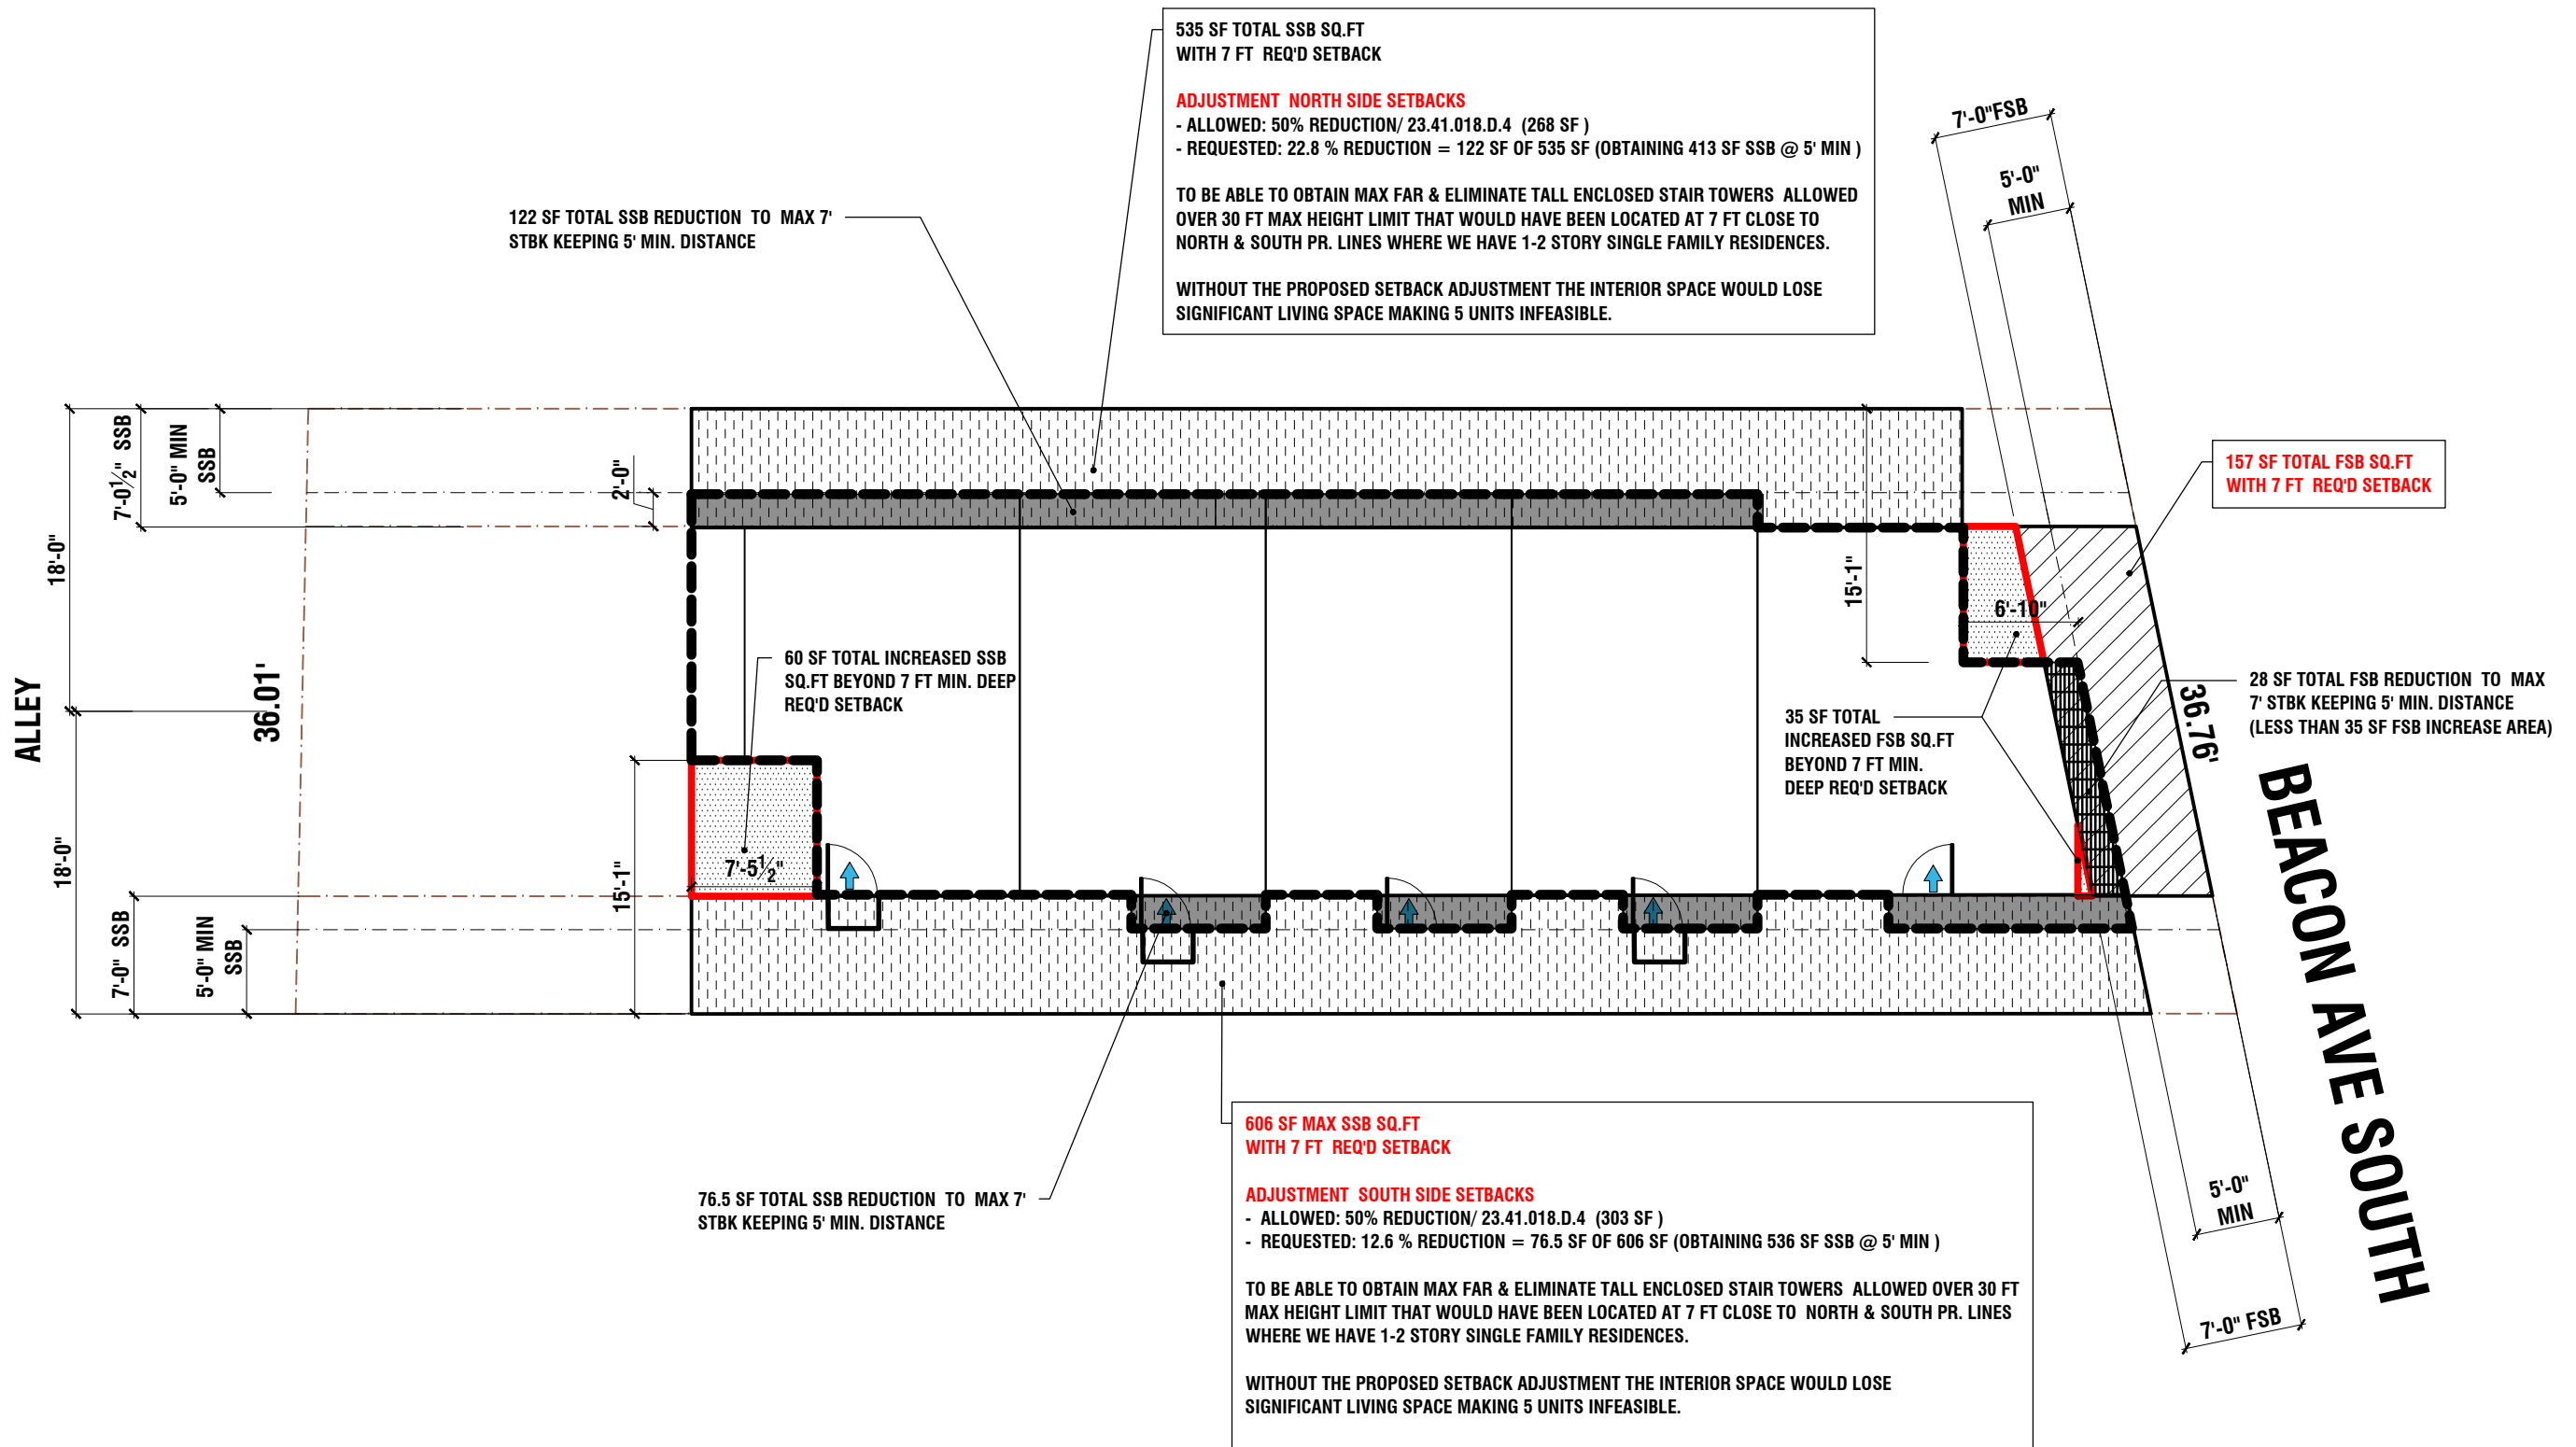 535 SF TOTAL SSB SQ.FT
WITH 7 FT  REQ'D SETBACK
ADJUSTMENT  NORTH SIDE SETBACKS
- ALLOWED: 50% REDUCTION/ 23.41.018.D.4  (268 SF )
- REQUESTED: 22.8 % REDUCTION = 122 SF OF 535 SF (OBTAINING 413 SF SSB @ 5' MIN )
TO BE ABLE TO OBTAIN MAX FAR & ELIMINATE TALL ENCLOSED STAIR TOWERS  ALLOWED
OVER 30 FT MAX HEIGHT LIMIT THAT WOULD HAVE BEEN LOCATED AT 7 FT CLOSE TO
NORTH & SOUTH PR. LINES WHERE WE HAVE 1-2 STORY SINGLE FAMILY RESIDENCES.
WITHOUT THE PROPOSED SETBACK ADJUSTMENT THE INTERIOR SPACE WOULD LOSE
SIGNIFICANT LIVING SPACE MAKING 5 UNITS INFEASIBLE.
7'-0"FSB
5'-0"
MIN
122 SF TOTAL SSB REDUCTION  TO  MAX 7'
STBK KEEPING 5' MIN. DISTANCE
7'-0 1/2"  SSB
5'-0" MIN
SSB
2'-0"
18'-0"
15'-1"
157 SF TOTAL FSB SQ.FT
WITH 7 FT  REQ'D SETBACK
6'-10"
ALLEY
36.01'
60 SF TOTAL INCREASED SSB
SQ.FT BEYOND 7 FT MIN. DEEP
REQ'D SETBACK
35 SF TOTAL
INCREASED FSB SQ.FT
BEYOND 7 FT MIN.
DEEP REQ'D SETBACK
28 SF TOTAL FSB REDUCTION  TO  MAX
7' STBK KEEPING 5' MIN. DISTANCE
(LESS THAN 35 SF FSB INCREASE AREA)
36.76'
BEACON AVE SOUTH
18'-0"
7'-5 1/2"
15'-1"
7'-0"  SSB
5'-0" MIN
SSB
76.5 SF TOTAL SSB REDUCTION  TO  MAX 7'
STBK KEEPING 5' MIN. DISTANCE
606 SF MAX SSB SQ.FT
WITH 7 FT  REQ'D SETBACK
ADJUSTMENT  SOUTH SIDE SETBACKS
-  ALLOWED: 50% REDUCTION/ 23.41.018.D.4  (303 SF )
-  REQUESTED: 12.6 % REDUCTION = 76.5 SF OF 606 SF (OBTAINING 536 SF SSB @ 5' MIN )
TO BE ABLE TO OBTAIN MAX FAR & ELIMINATE TALL ENCLOSED STAIR TOWERS  ALLOWED OVER 30 FT
MAX HEIGHT LIMIT THAT WOULD HAVE BEEN LOCATED AT 7 FT CLOSE TO  NORTH & SOUTH PR. LINES
WHERE WE HAVE 1-2 STORY SINGLE FAMILY RESIDENCES.
WITHOUT THE PROPOSED SETBACK ADJUSTMENT THE INTERIOR SPACE WOULD LOSE
SIGNIFICANT LIVING SPACE MAKING 5 UNITS INFEASIBLE.
5'-0"
MIN
7'-0" FSB